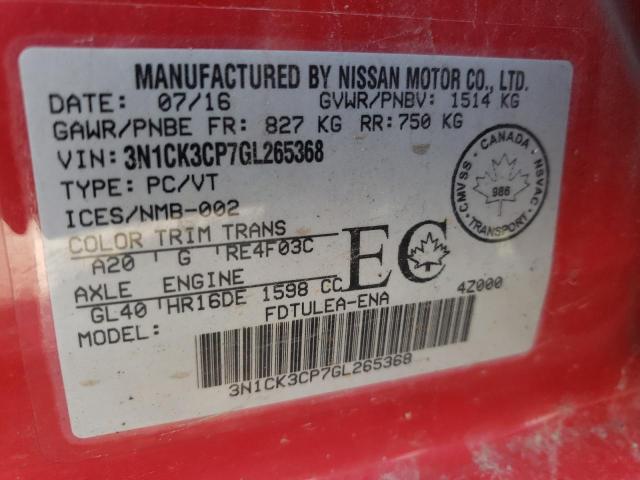 MANUFACTURED BY NISSAN MOTOR CO., LTD.
DATE: 07/16 GVWR/PNBV: 1514 KG
GAWR/PNBE FR: 827 KG RR: 750 KG
VIN: 3N1CK3CP7GL265368
TYPE: PC/VT
ICES/NMB-002
COLOR TRIM TRANS
A20 G RE4F03C
AXLE ENGINE
GL40 HR16DE 1598 CC
EC
4Z000
MODEL: FDTULEA-ENA
3N1CK3CP7GL265368
CMVSS - CANADA - NSVAC
986
TRANSPORT